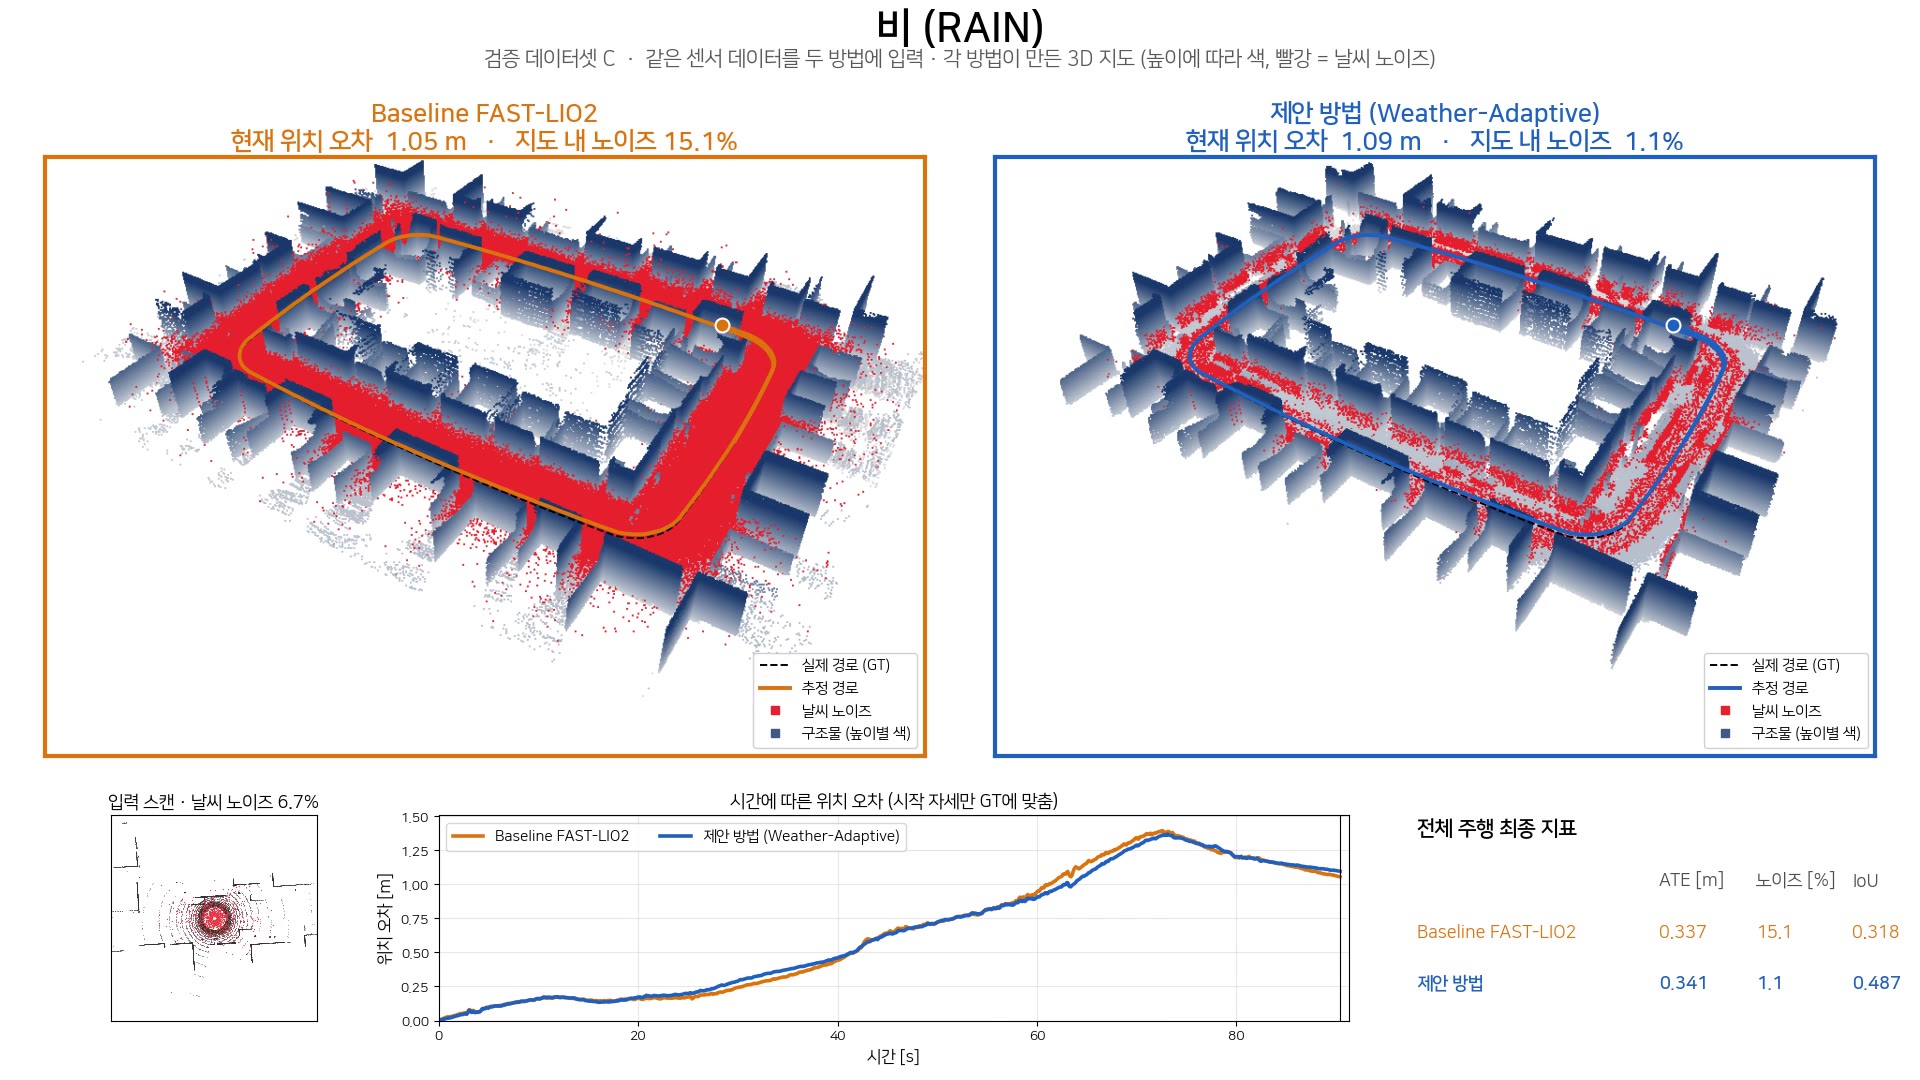 비 (RAIN)
검증 데이터셋 C · 같은 센서 데이터를 두 방법에 입력 · 각 방법이 만든 3D 지도 (높이에 따라 색, 빨강 = 날씨 노이즈)
Baseline FAST-LIO2
현재 위치 오차 1.05 m · 지도 내 노이즈 15.1%
실제 경로 (GT)
추정 경로
날씨 노이즈
구조물 (높이별 색)
제안 방법 (Weather-Adaptive)
현재 위치 오차 1.09 m · 지도 내 노이즈 1.1%
실제 경로 (GT)
추정 경로
날씨 노이즈
구조물 (높이별 색)
입력 스캔 · 날씨 노이즈 6.7%
시간에 따른 위치 오차 (시작 자세만 GT에 맞춤)
Baseline FAST-LIO2 제안 방법 (Weather-Adaptive)
위치 오차 [m]
1.50
1.25
1.00
0.75
0.50
0.25
0.00
0 20 40 60 80
시간 [s]
전체 주행 최종 지표
ATE [m] 노이즈 [%] IoU
Baseline FAST-LIO2 0.337 15.1 0.318
제안 방법 0.341 1.1 0.487